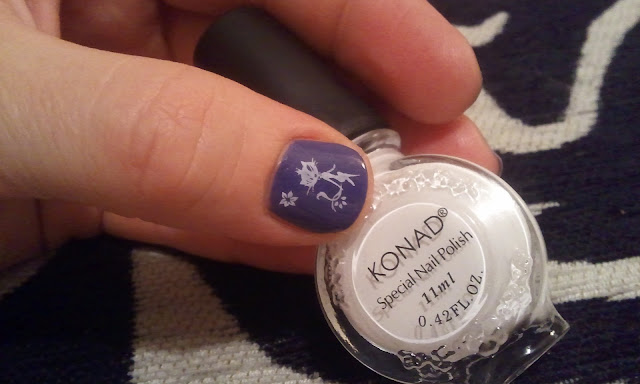 KONAD®
Special Nail Polish
11ml
0.42FL.OZ.